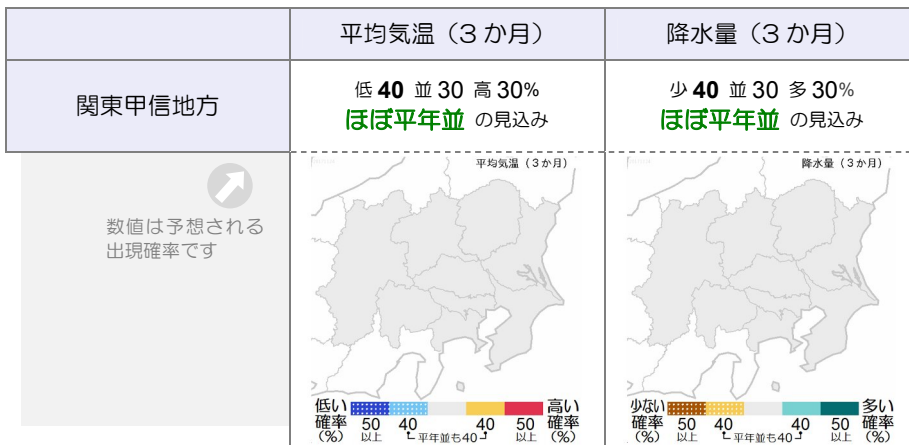 平均気温（3か月）
降水量（3か月）
関東甲信地方
低 40 並 30 高 30%
ほぼ平年並 の見込み
少 40 並 30 多 30%
ほぼ平年並 の見込み
数値は予想される
出現確率です
平均気温（3か月）
低い
確率
(%)
50
以上
40
平年並も40
40
50
以上
高い
確率
(%)
降水量（3か月）
少ない
確率
(%)
50
以上
40
平年並も40
40
50
以上
多い
確率
(%)